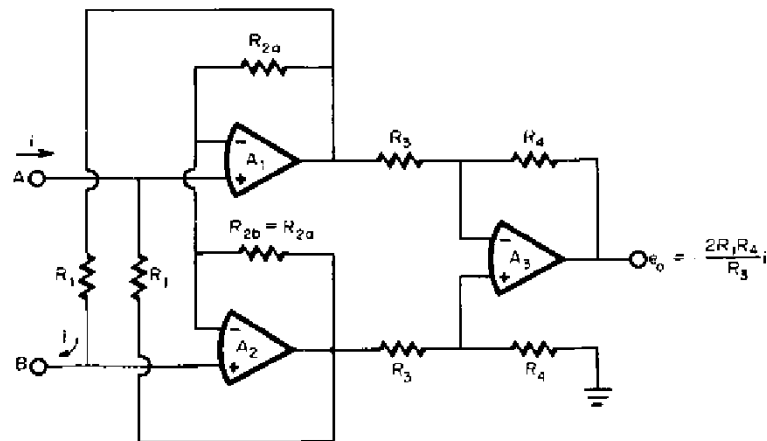 R2a
i
A
A1
- +
R3
R4
R2b = R2a
R1
R1
A3
- +
eo = 2R1R4/R3 i
i
B
A2
- +
R3
R4